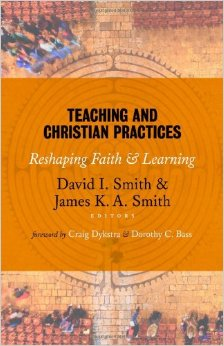 TEACHING AND
CHRISTIAN PRACTICES
Reshaping Faith & Learning
David I. Smith &
James K. A. Smith
EDITORS
foreword by Craig Dykstra & Dorothy C. Bass